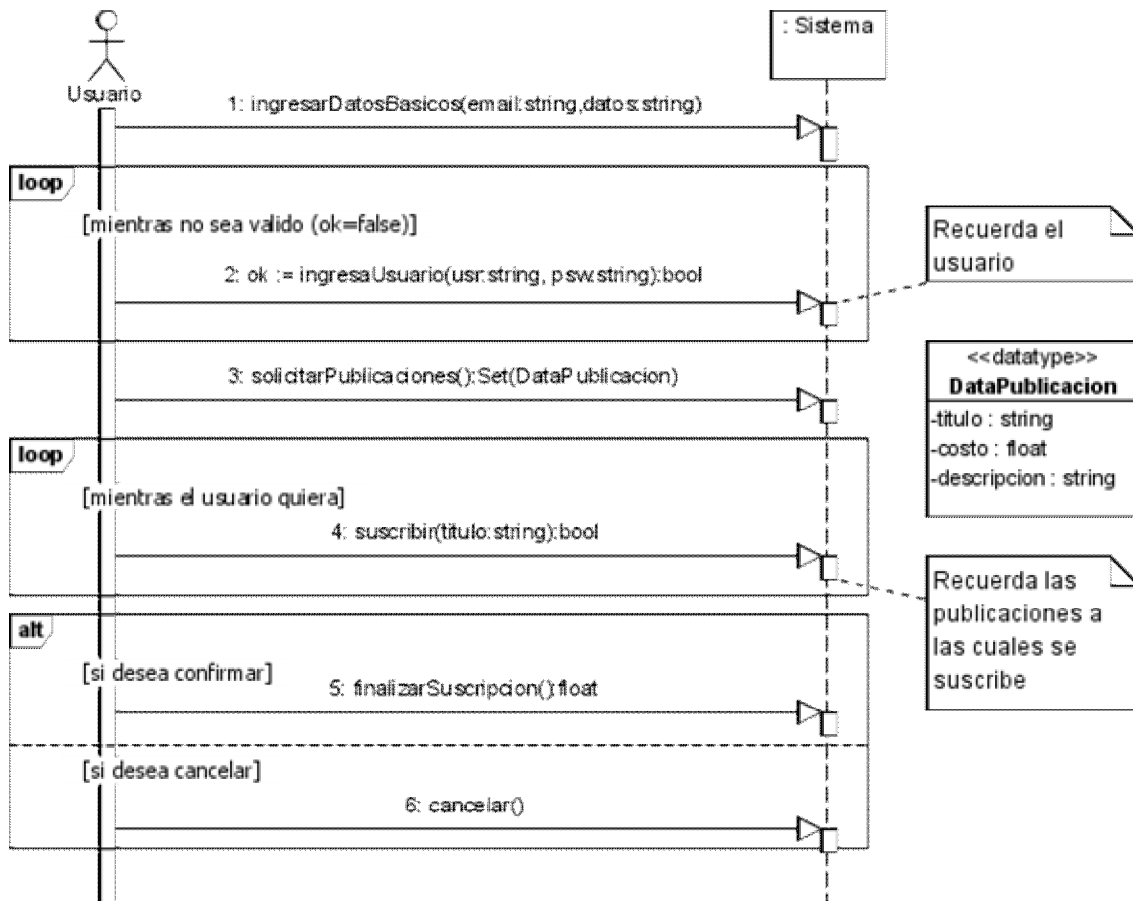 : Sistema
Usuario
1: ingresarDatosBasicos(email:string,datos:string)
loop
[mientras no sea valido (ok=false)]
2: ok := ingresaUsuario(usr:string, psw:string):bool
Recuerda el
usuario
3: solicitarPublicaciones():Set(DataPublicacion)
<<datatype>>
DataPublicacion
-titulo : string
-costo : float
-descripcion : string
loop
[mientras el usuario quiera]
4: suscribir(titulo:string):bool
Recuerda las
publicaciones a
las cuales se
suscribe
alt
[si desea confirmar]
5: finalizarSuscripcion():float
[si desea cancelar]
6: cancelar()